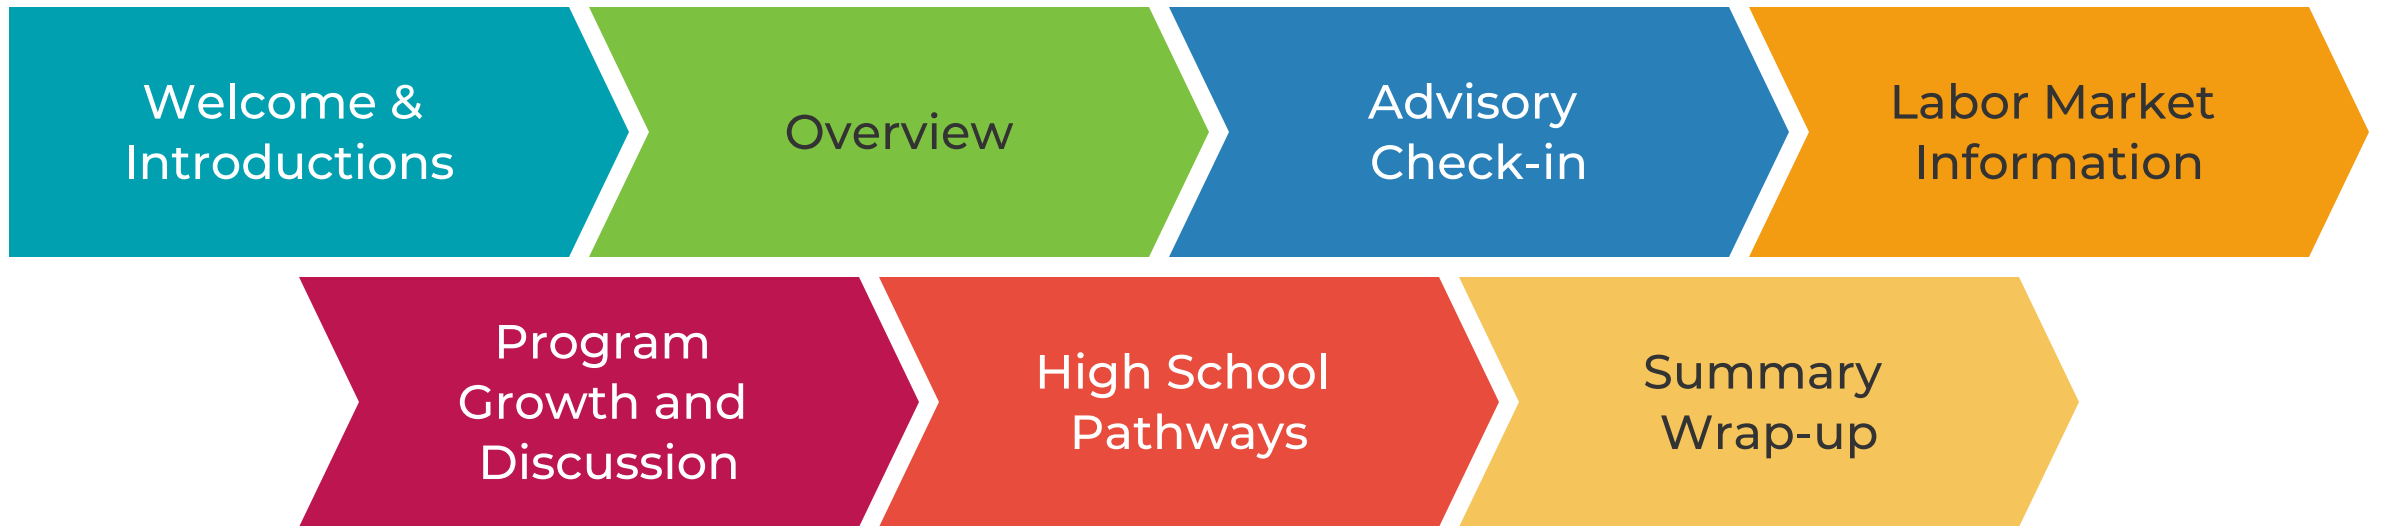 Welcome &
Introductions
Overview
Advisory
Check-in
Labor Market
Information
Program
Growth and
Discussion
High School
Pathways
Summary
Wrap-up